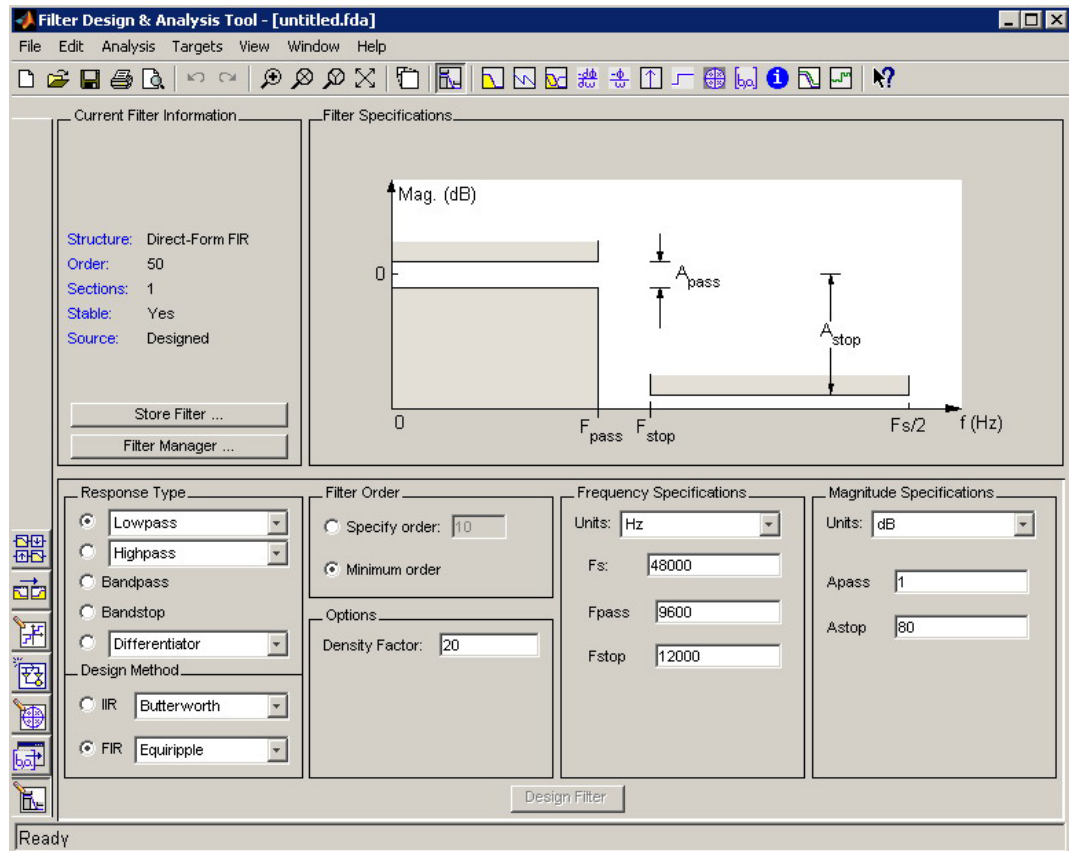 Filter Design & Analysis Tool - [untitled.fda]
File Edit Analysis Targets View Window Help
Current Filter Information
Structure: Direct-Form FIR
Order: 50
Sections: 1
Stable: Yes
Source: Designed
Store Filter ...
Filter Manager ...
Filter Specifications
Mag. (dB)
0
Apass
Astop
0
Fpass
Fstop
Fs/2
f (Hz)
Response Type
Lowpass
Highpass
Bandpass
Bandstop
Differentiator
Design Method
IIR Butterworth
FIR Equiripple
Filter Order
Specify order: 10
Minimum order
Options
Density Factor: 20
Frequency Specifications
Units: Hz
Fs: 48000
Fpass 9600
Fstop 12000
Magnitude Specifications
Units: dB
Apass 1
Astop 80
Design Filter
Ready